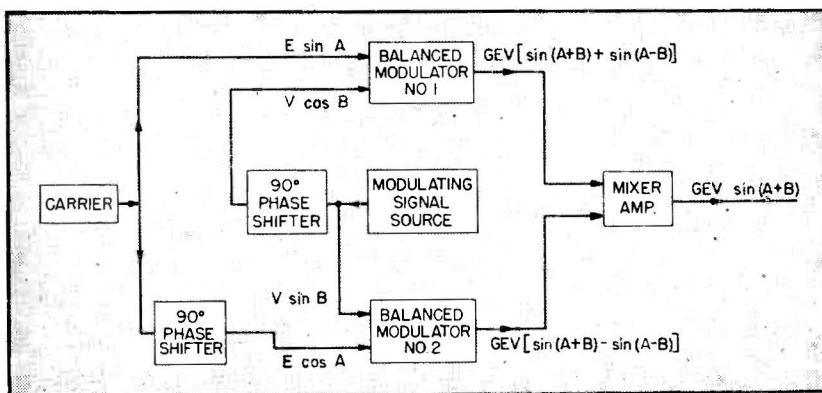 E sin A
BALANCED
MODULATOR
NO 1
GEV[sin(A+B)+ sin(A-B)]
V cos B
CARRIER
90°
PHASE
SHIFTER
MODULATING
SIGNAL
SOURCE
MIXER
AMP.
GEV sin(A+B)
V sin B
90°
PHASE
SHIFTER
E cos A
BALANCED
MODULATOR
NO. 2
GEV[sin(A+B)- sin(A-B)]